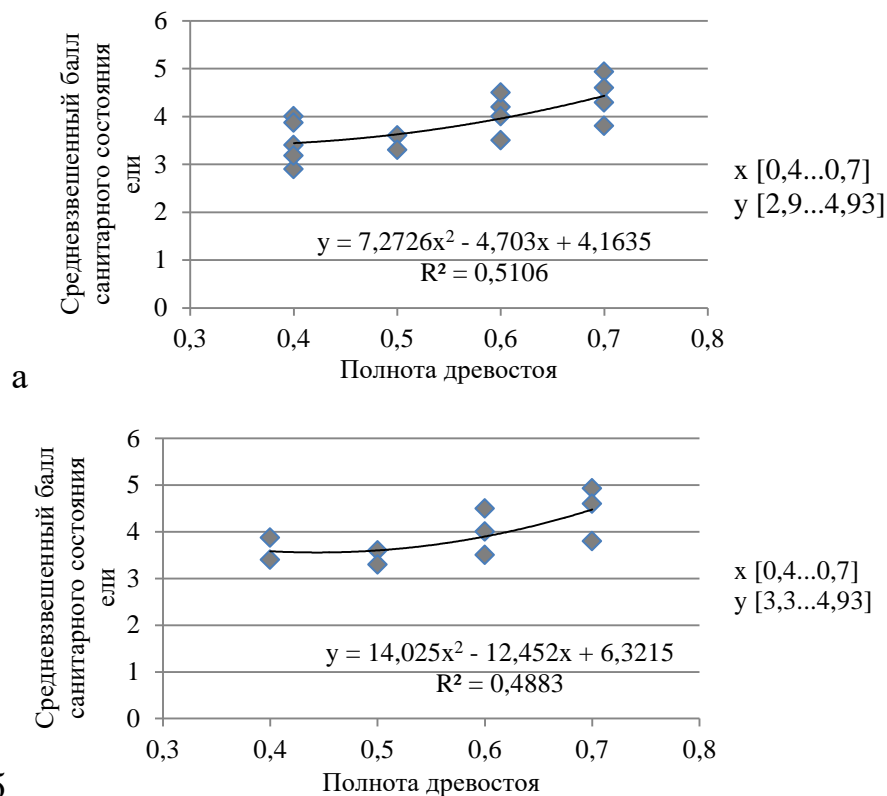 Средневзвешенный балл
санитарного состояния
ели
6
5
4
3
2
1
0
y = 7,2726x² - 4,703x + 4,1635
R² = 0,5106
0,3 0,4 0,5 0,6 0,7 0,8
Полнота древостоя
x [0,4...0,7]
y [2,9...4,93]
а
Средневзвешенный балл
санитарного состояния
ели
6
5
4
3
2
1
0
y = 14,025x² - 12,452x + 6,3215
R² = 0,4883
0,3 0,4 0,5 0,6 0,7 0,8
Полнота древостоя
x [0,4...0,7]
y [3,3...4,93]
б